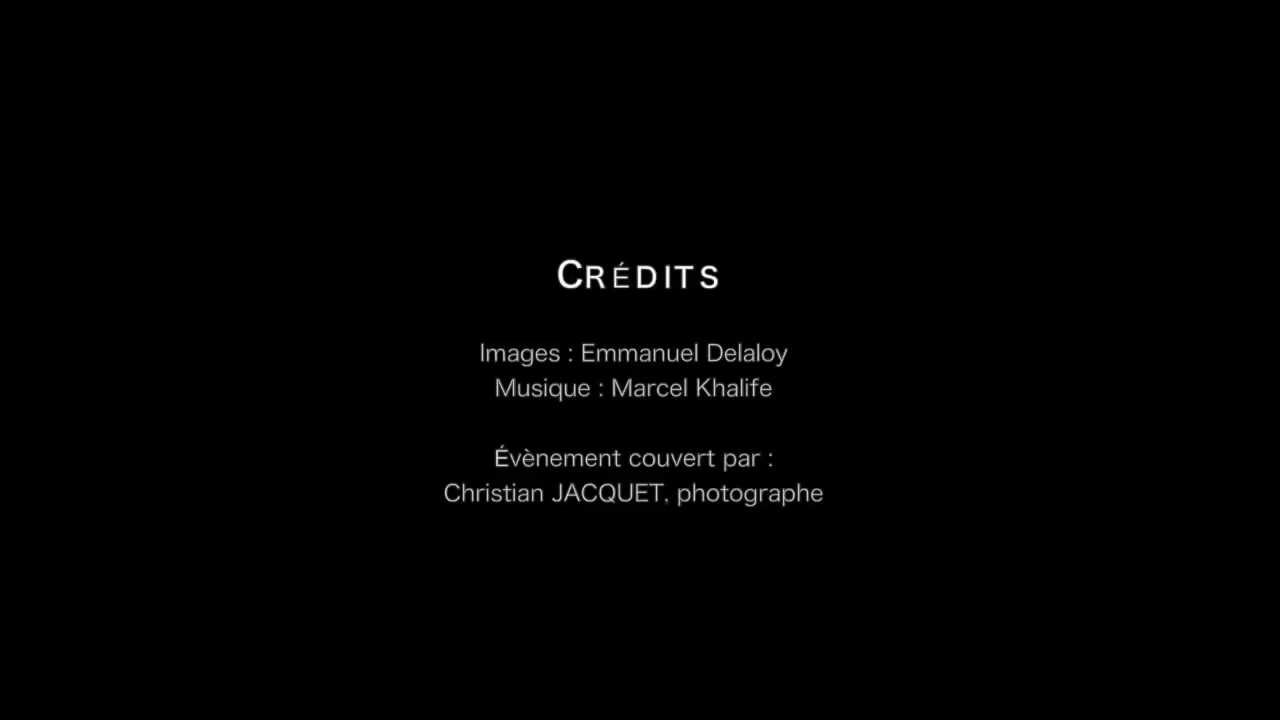 CRÉDITS
Images : Emmanuel Delaloy
Musique : Marcel Khalife
Évènement couvert par :
Christian JACQUET, photographe